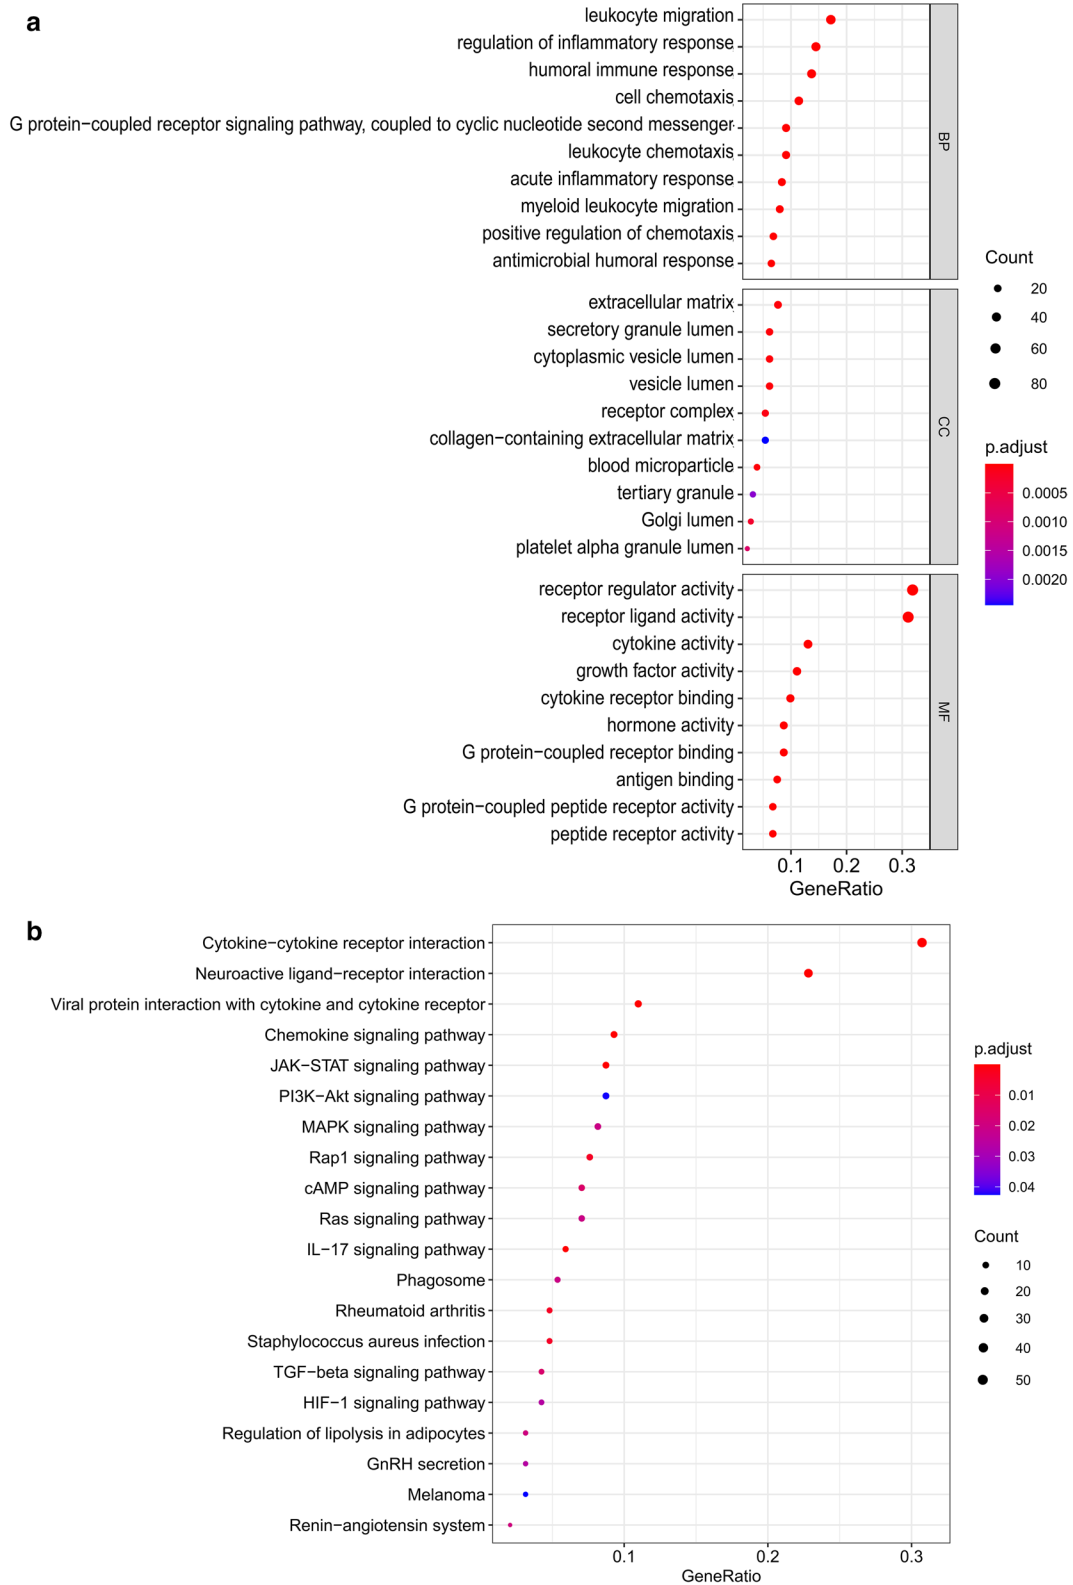 a
leukocyte migration
regulation of inflammatory response
humoral immune response
cell chemotaxis
G protein−coupled receptor signaling pathway, coupled to cyclic nucleotide second messenger
leukocyte chemotaxis
acute inflammatory response
myeloid leukocyte migration
positive regulation of chemotaxis
antimicrobial humoral response
BP
extracellular matrix
secretory granule lumen
cytoplasmic vesicle lumen
vesicle lumen
receptor complex
collagen−containing extracellular matrix
blood microparticle
tertiary granule
Golgi lumen
platelet alpha granule lumen
CC
receptor regulator activity
receptor ligand activity
cytokine activity
growth factor activity
cytokine receptor binding
hormone activity
G protein−coupled receptor binding
antigen binding
G protein−coupled peptide receptor activity
peptide receptor activity
MF
0.1 0.2 0.3
GeneRatio
Count
20
40
60
80
p.adjust
0.0005
0.0010
0.0015
0.0020
b
Cytokine−cytokine receptor interaction
Neuroactive ligand−receptor interaction
Viral protein interaction with cytokine and cytokine receptor
Chemokine signaling pathway
JAK−STAT signaling pathway
PI3K−Akt signaling pathway
MAPK signaling pathway
Rap1 signaling pathway
cAMP signaling pathway
Ras signaling pathway
IL−17 signaling pathway
Phagosome
Rheumatoid arthritis
Staphylococcus aureus infection
TGF−beta signaling pathway
HIF−1 signaling pathway
Regulation of lipolysis in adipocytes
GnRH secretion
Melanoma
Renin−angiotensin system
0.1 0.2 0.3
GeneRatio
p.adjust
0.01
0.02
0.03
0.04
Count
10
20
30
40
50